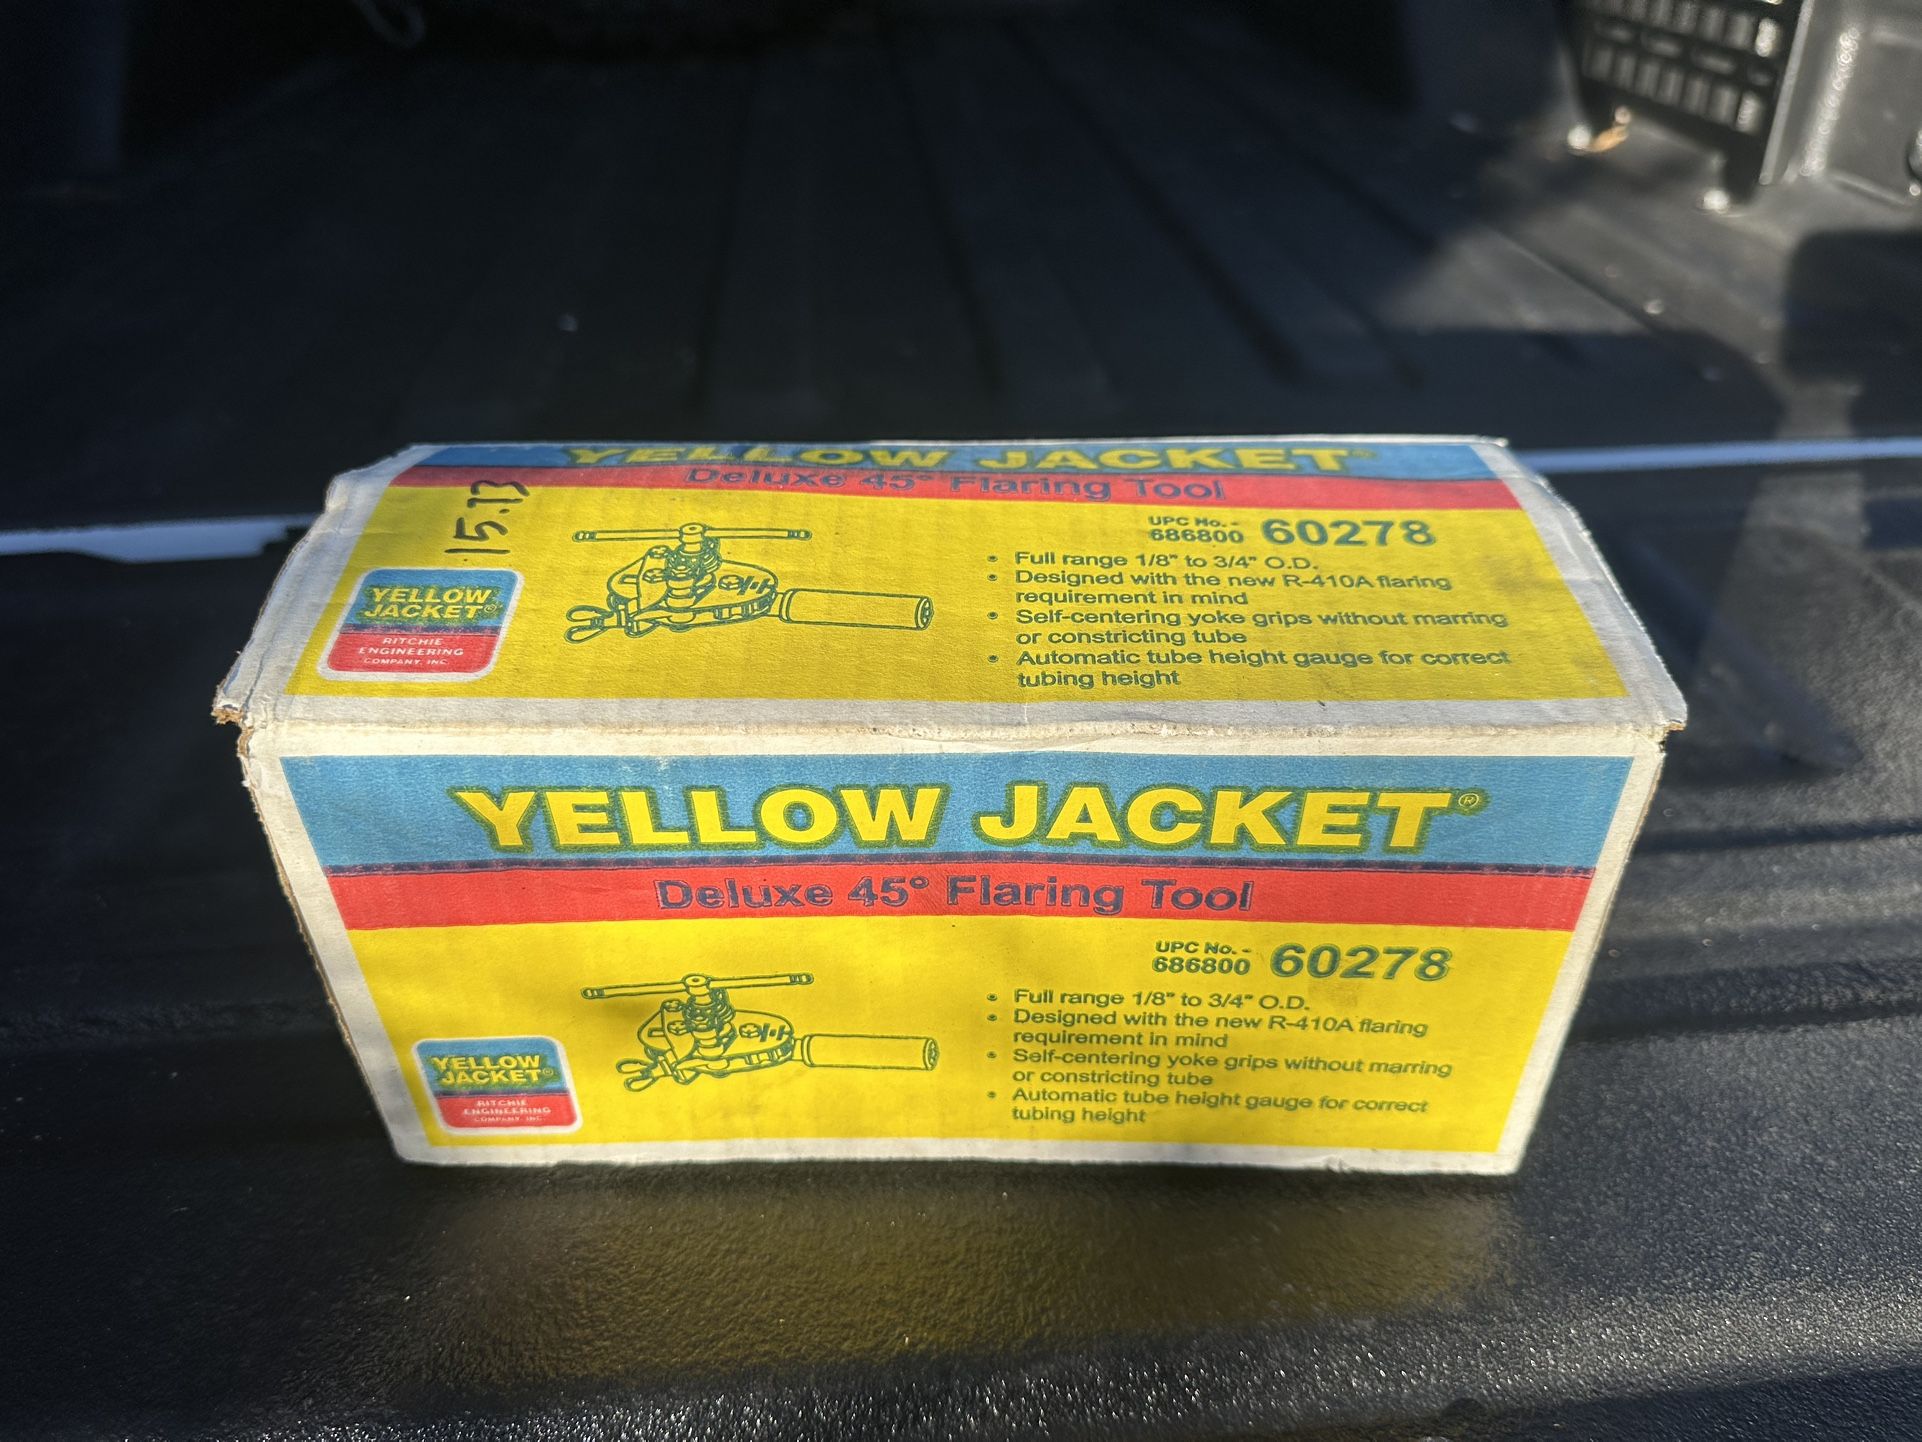 YELLOW JACKET®
Deluxe 45° Flaring Tool
15.73
UPC No. -
686800 60278
• Full range 1/8" to 3/4" O.D.
• Designed with the new R-410A flaring
requirement in mind
• Self-centering yoke grips without marring
or constricting tube
• Automatic tube height gauge for correct
tubing height
YELLOW
JACKET®
RITCHIE
ENGINEERING
COMPANY, INC.
YELLOW JACKET®
Deluxe 45° Flaring Tool
UPC No. -
686800 60278
• Full range 1/8" to 3/4" O.D.
• Designed with the new R-410A flaring
requirement in mind
• Self-centering yoke grips without marring
or constricting tube
• Automatic tube height gauge for correct
tubing height
YELLOW
JACKET®
RITCHIE
ENGINEERING
COMPANY, INC.